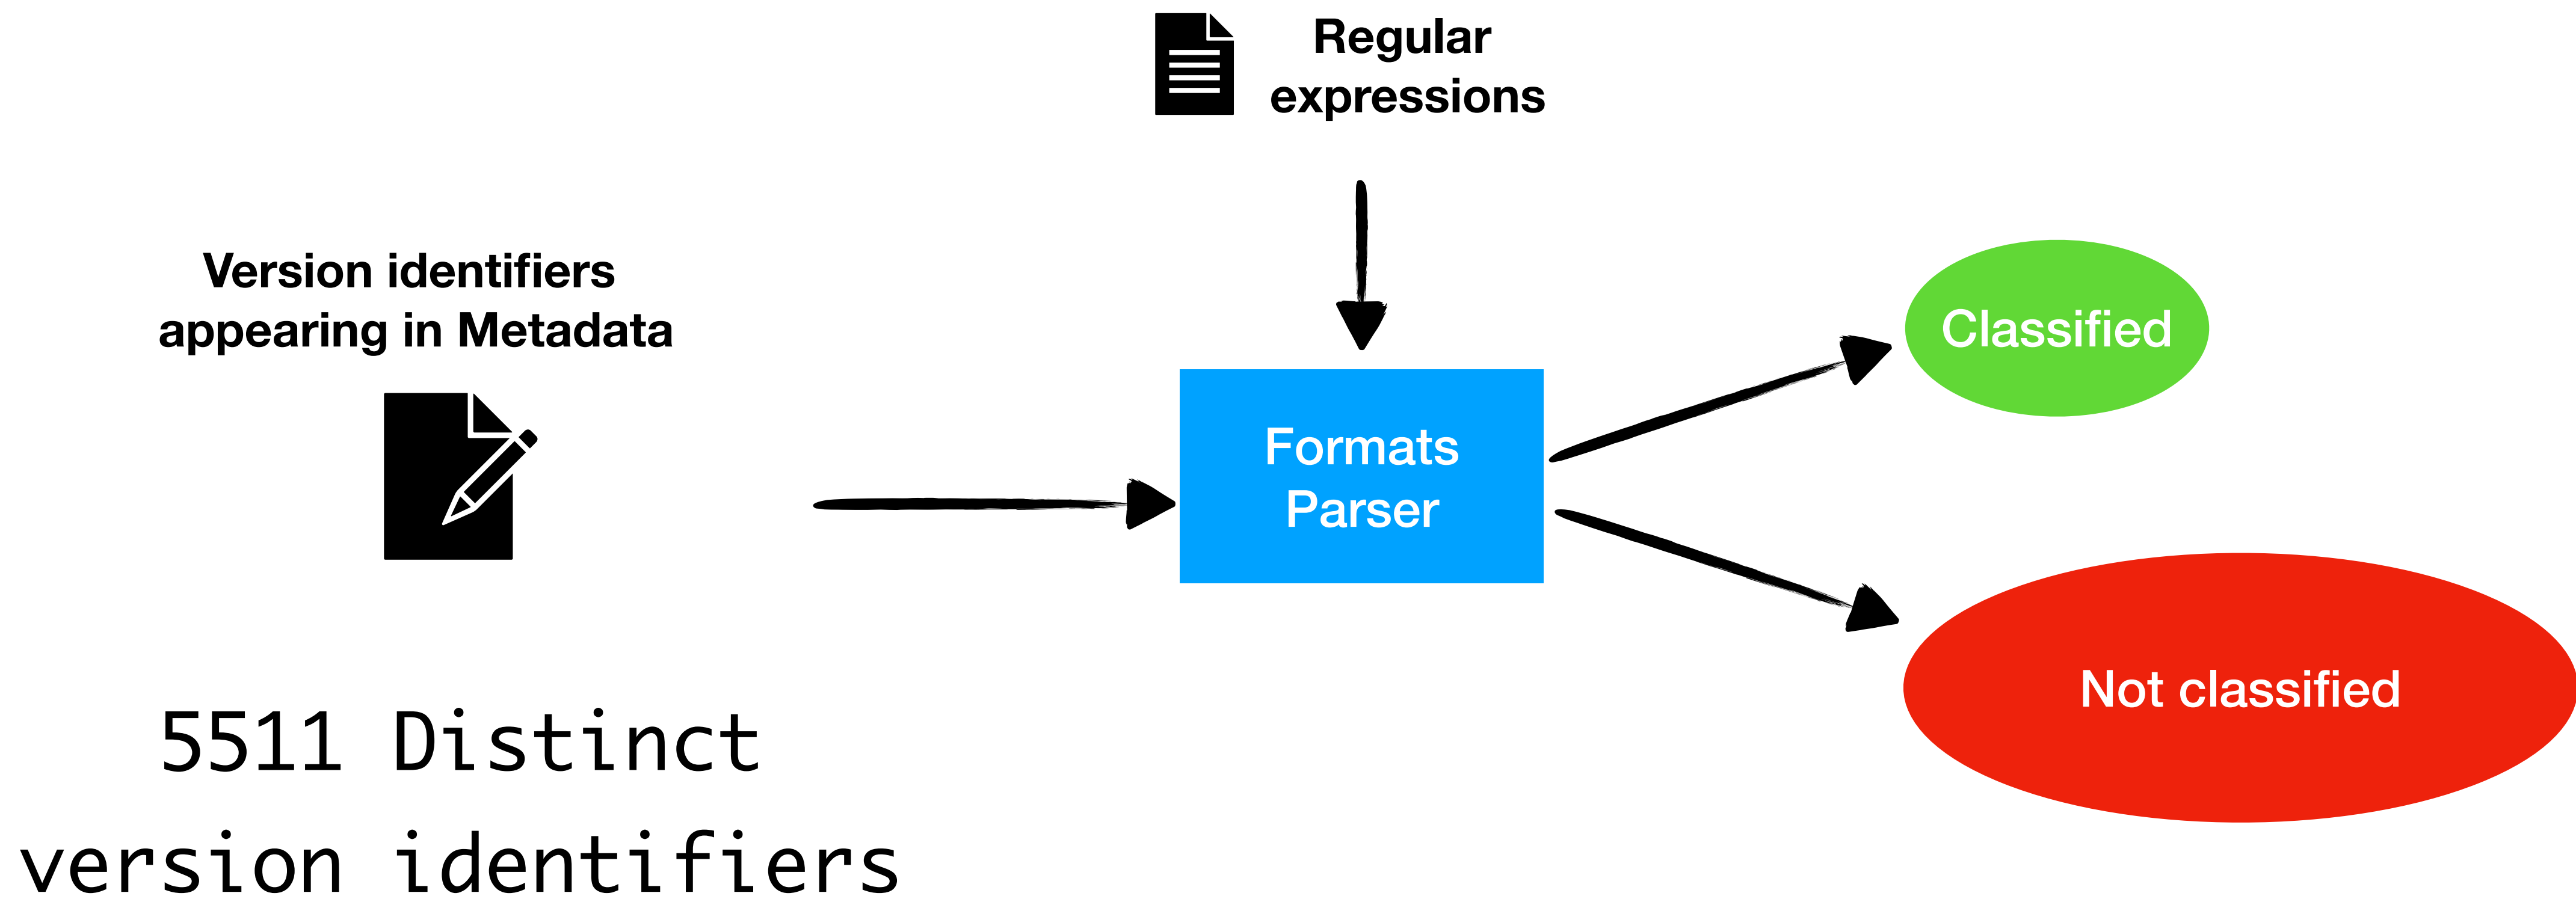 Regular
expressions
Version identifiers
appearing in Metadata
Formats
Parser
Classified
Not classified
5511 Distinct
version identifiers